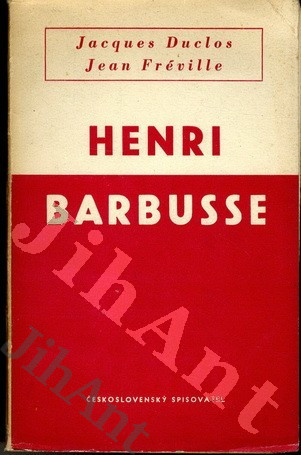 Jacques Duclos
Jean Fréville
HENRI
BARBUSSE
ČESKOSLOVENSKÝ SPISOVATEL
JihAnt
JihAnt